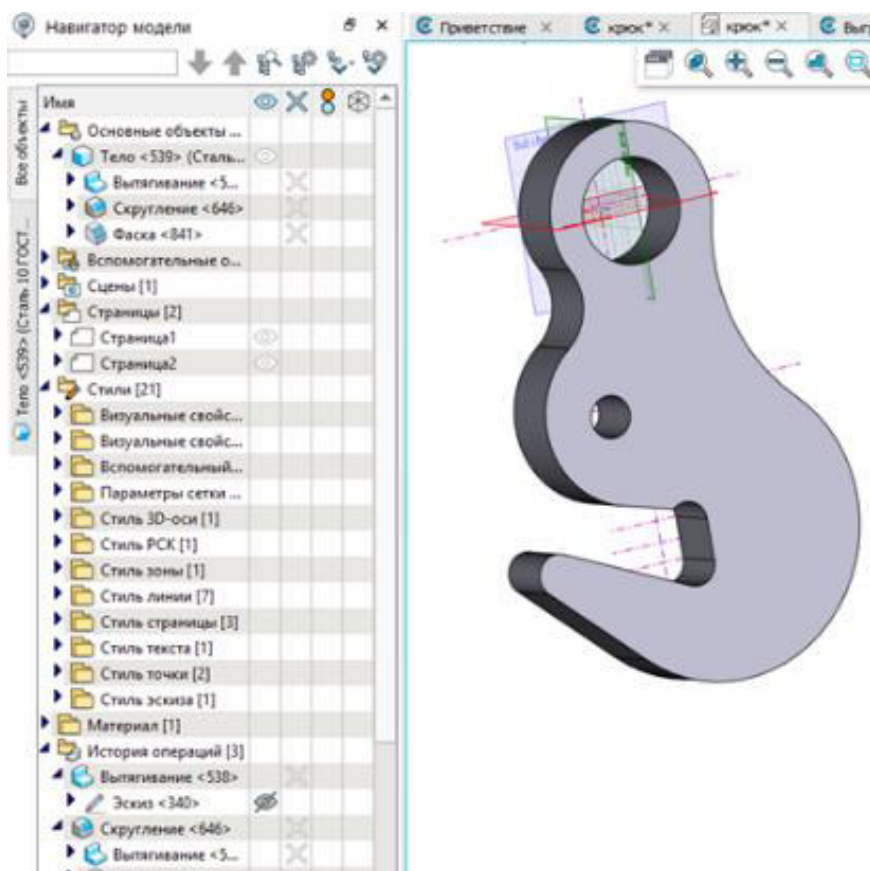 Навигатор модели
Приветствие
крюк*
крюк*
Выт
Имя
Все объекты
Тело <539> (Сталь 10 ГОСТ...
Основные объекты ...
Тело <539> (Сталь...
Вытягивание <5...
Скругление <646>
Фаска <841>
Вспомогательные о...
Сцены [1]
Страницы [2]
Страница1
Страница2
Стили [21]
Визуальные свойс...
Визуальные свойс...
Вспомогательный...
Параметры сетки ...
Стиль 3D-оси [1]
Стиль РСК [1]
Стиль зоны [1]
Стиль линии [7]
Стиль страницы [3]
Стиль текста [1]
Стиль точки [2]
Стиль эскиза [1]
Материал [1]
История операций [3]
Вытягивание <538>
Эскиз <340>
Скругление <646>
Вытягивание <5...